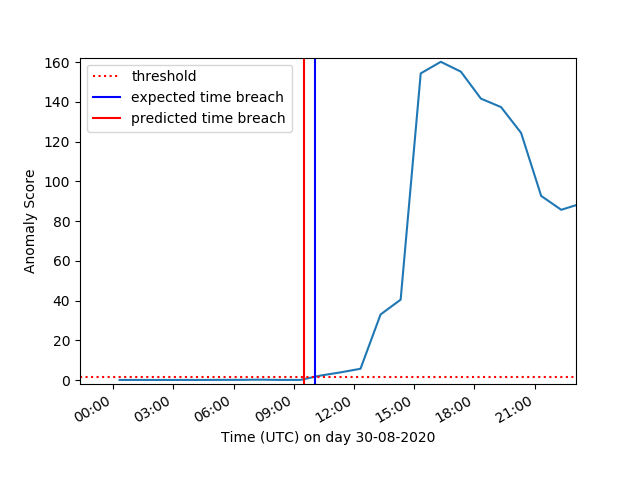 threshold
expected time breach
predicted time breach
160
140
120
100
80
60
40
20
0
Anomaly Score
00:00 03:00 06:00 09:00 12:00 15:00 18:00 21:00
Time (UTC) on day 30-08-2020